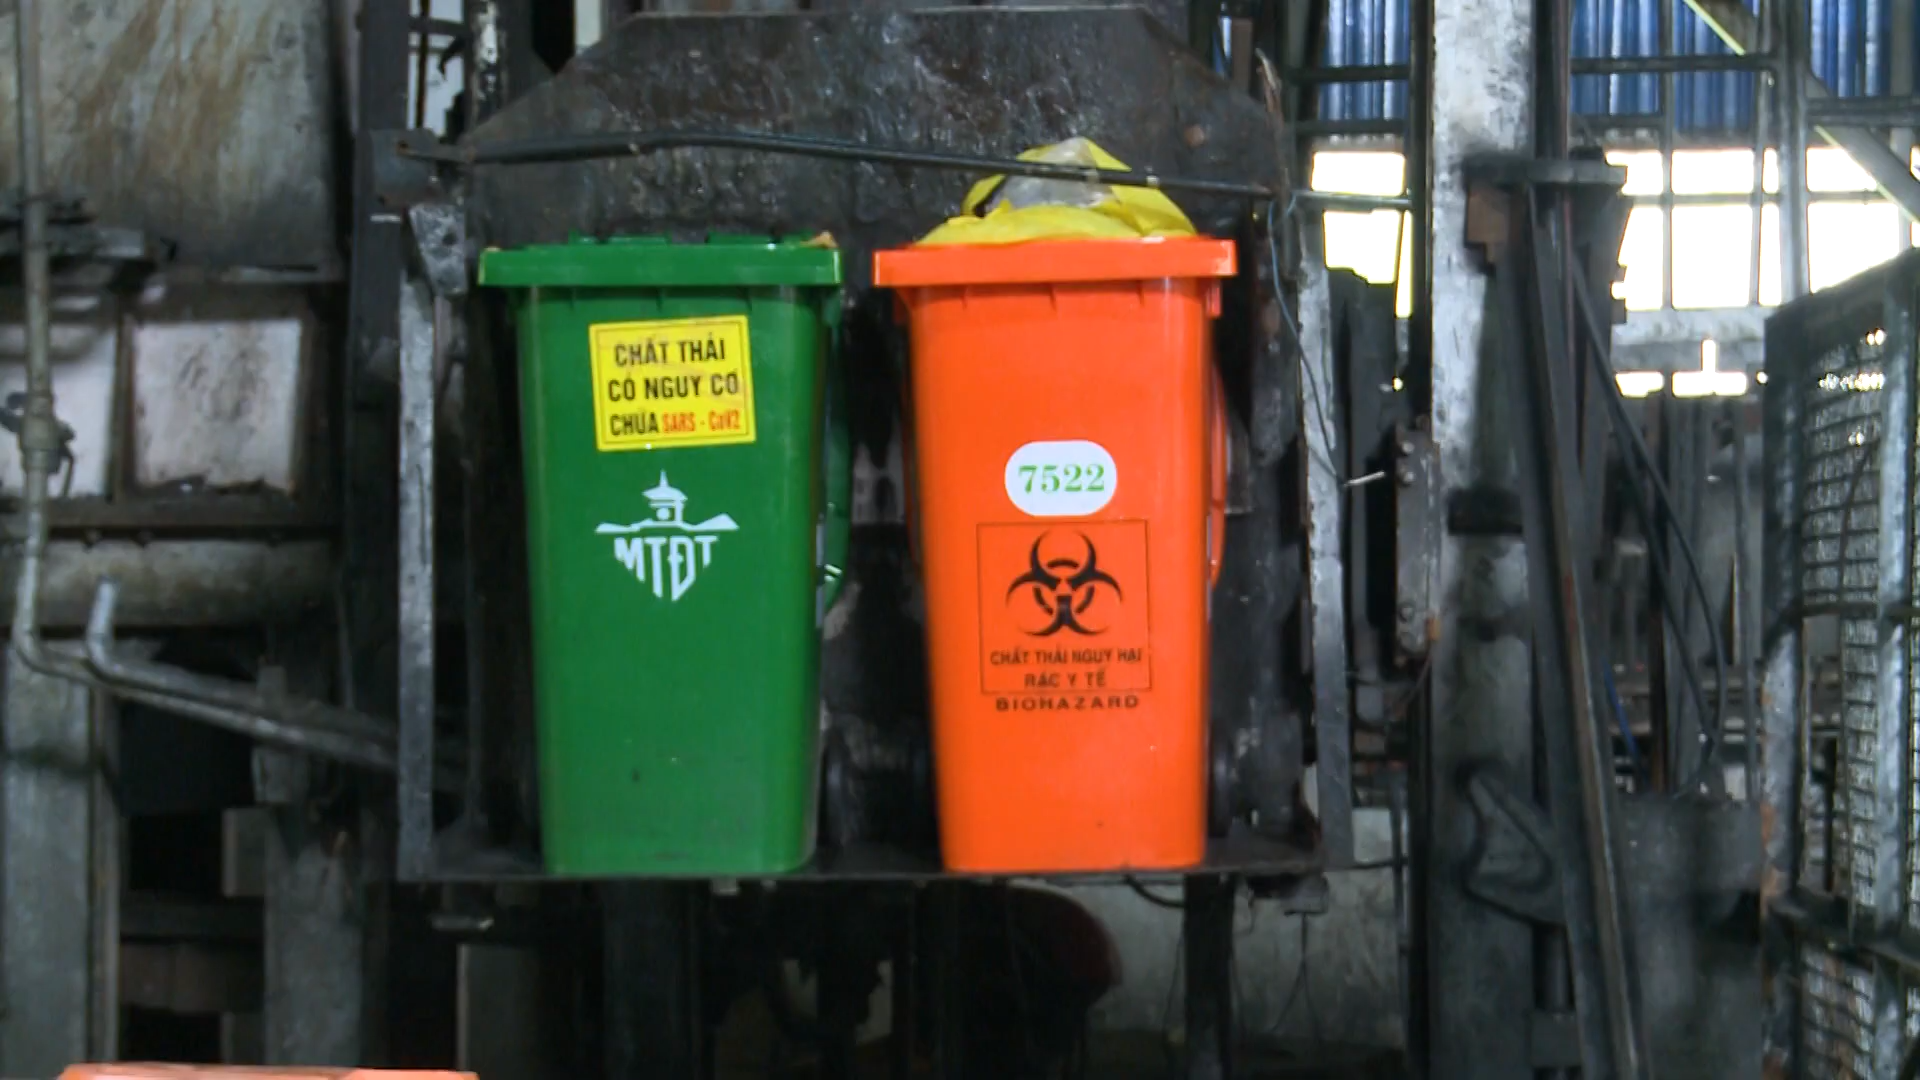 CHẤT THẢI
CÓ NGUY CƠ
CHỨA SARS - CoV2
MTĐT
7522
CHẤT THẢI NGUY HẠI
RÁC Y TẾ
BIOHAZARD